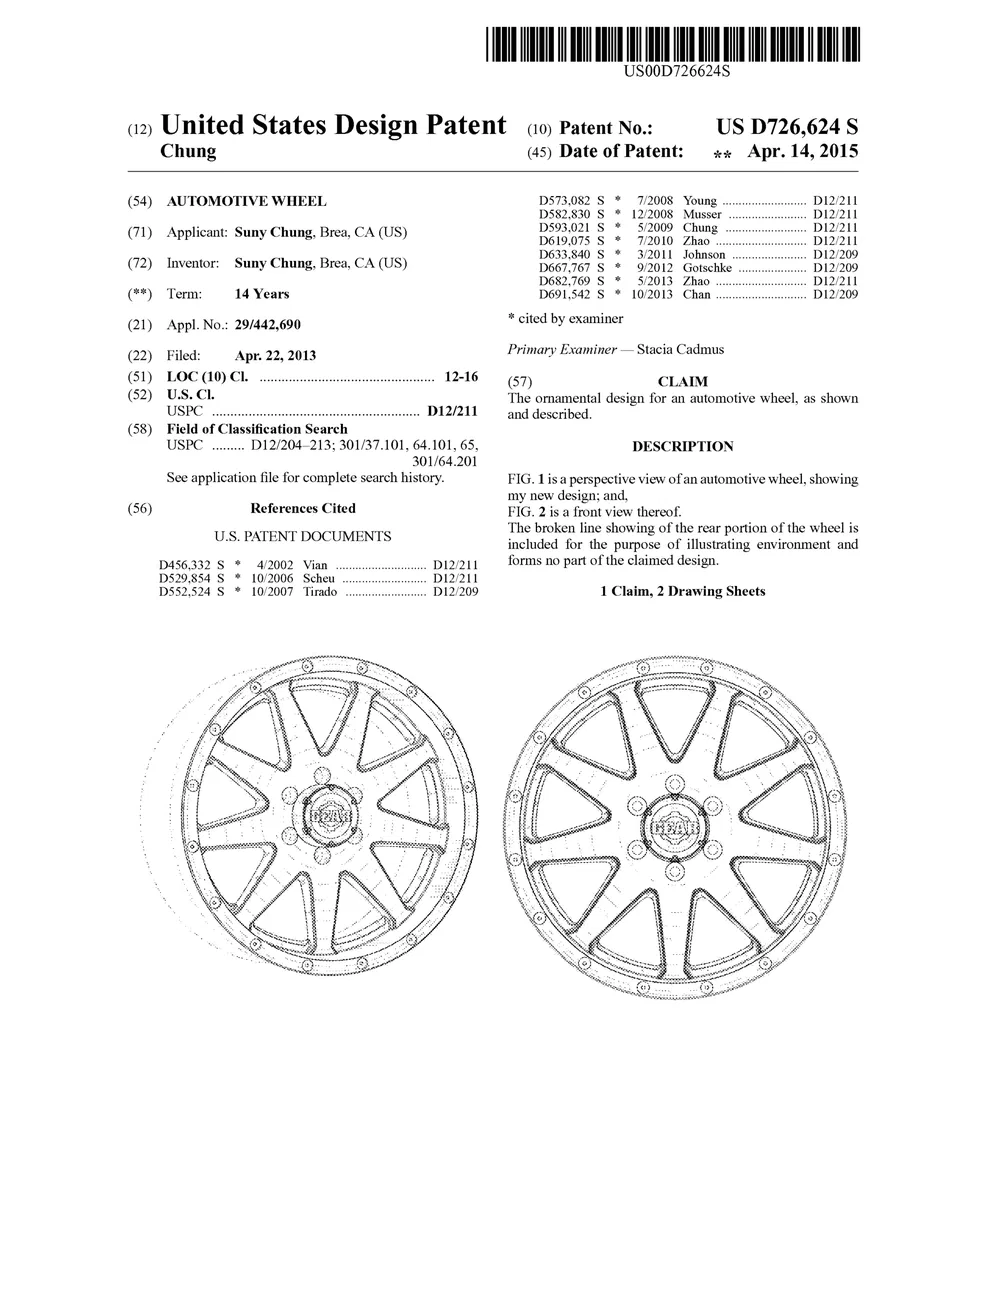 US00D726624S
(12) United States Design Patent
Chung
(10) Patent No.: US D726,624 S
(45) Date of Patent: ** Apr. 14, 2015
(54) AUTOMOTIVE WHEEL
(71) Applicant: Suny Chung, Brea, CA (US)
(72) Inventor: Suny Chung, Brea, CA (US)
(**) Term: 14 Years
(21) Appl. No.: 29/442,690
(22) Filed: Apr. 22, 2013
(51) LOC (10) Cl. ............................................... 12-16
(52) U.S. Cl.
USPC ........................................................ D12/211
(58) Field of Classification Search
USPC ......... D12/204–213; 301/37.101, 64.101, 65,
301/64.201
See application file for complete search history.
(56) References Cited
U.S. PATENT DOCUMENTS
D456,332 S * 4/2002 Vian ............................ D12/211
D529,854 S * 10/2006 Scheu .......................... D12/211
D552,524 S * 10/2007 Tirado ......................... D12/209
D573,082 S * 7/2008 Young .......................... D12/211
D582,830 S * 12/2008 Musser ........................ D12/211
D593,021 S * 5/2009 Chung ......................... D12/211
D619,075 S * 7/2010 Zhao ............................ D12/211
D633,840 S * 3/2011 Johnson ....................... D12/209
D667,767 S * 9/2012 Gotschke ..................... D12/209
D682,769 S * 5/2013 Zhao ............................ D12/211
D691,542 S * 10/2013 Chan ............................ D12/209
* cited by examiner
Primary Examiner — Stacia Cadmus
(57) CLAIM
The ornamental design for an automotive wheel, as shown
and described.
DESCRIPTION
FIG. 1 is a perspective view of an automotive wheel, showing
my new design; and,
FIG. 2 is a front view thereof.
The broken line showing of the rear portion of the wheel is
included for the purpose of illustrating environment and
forms no part of the claimed design.
1 Claim, 2 Drawing Sheets
GEAR
GEAR